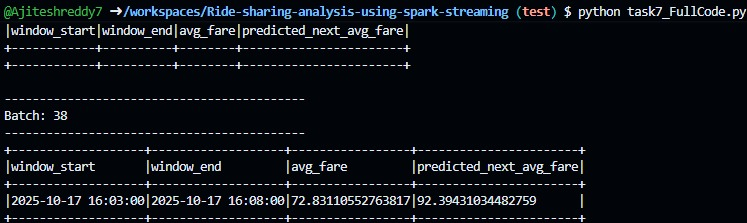 @Ajiteshreddy7 ➜/workspaces/Ride-sharing-analysis-using-spark-streaming (test) $ python task7_FullCode.py
|window_start|window_end|avg_fare|predicted_next_avg_fare|
+------------+----------+--------+-----------------------+
+------------+----------+--------+-----------------------+
-------------------------------------------
Batch: 38
-------------------------------------------
+-------------------+-------------------+-----------------+-----------------------+
|window_start       |window_end         |avg_fare         |predicted_next_avg_fare|
+-------------------+-------------------+-----------------+-----------------------+
|2025-10-17 16:03:00|2025-10-17 16:08:00|72.83110552763817|92.39431034482759      |
+-------------------+-------------------+-----------------+-----------------------+